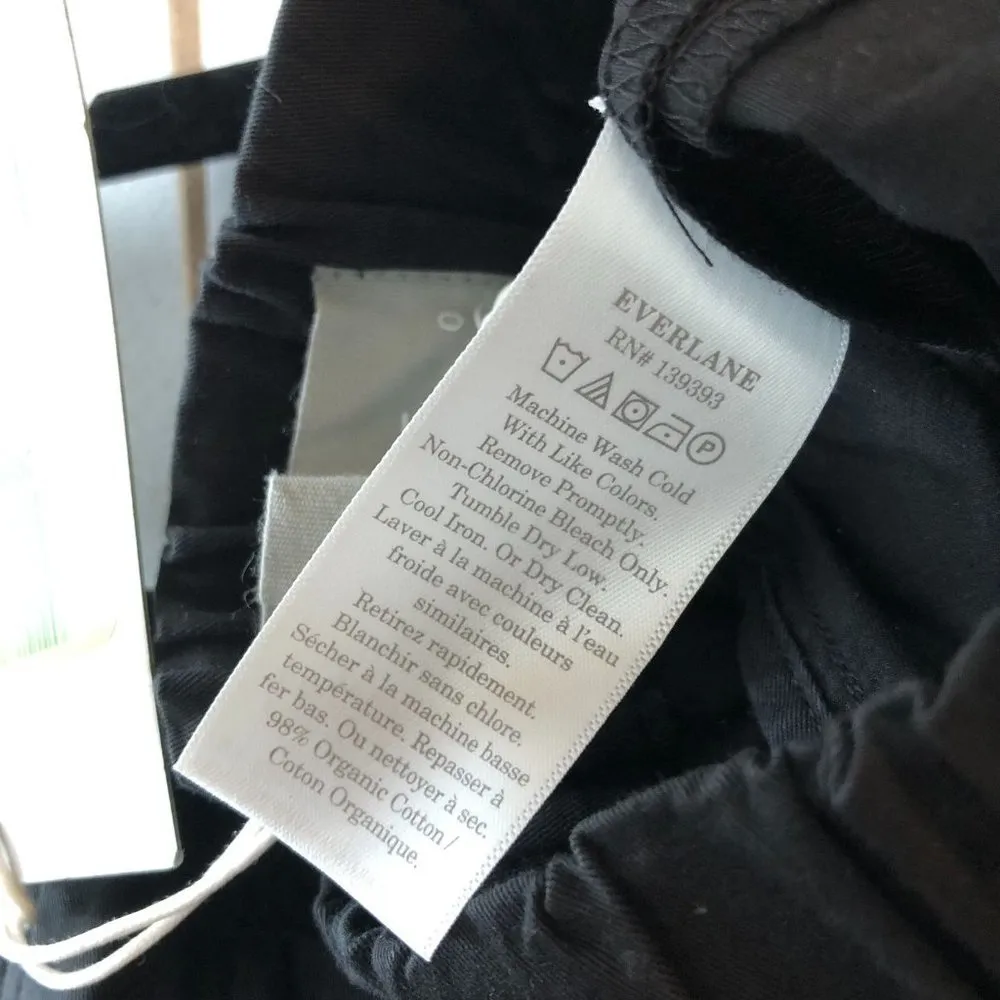 EVERLANE
RN# 139393
P
Machine Wash Cold
With Like Colors.
Remove Promptly.
Non-Chlorine Bleach Only.
Tumble Dry Low.
Cool Iron. Or Dry Clean.
Laver à la machine à l'eau
froide avec couleurs
similaires.
Retirez rapidement.
Blanchir sans chlore.
Sécher à la machine basse
température. Repasser à
fer bas. Ou nettoyer à sec.
98% Organic Cotton /
Coton Organique.